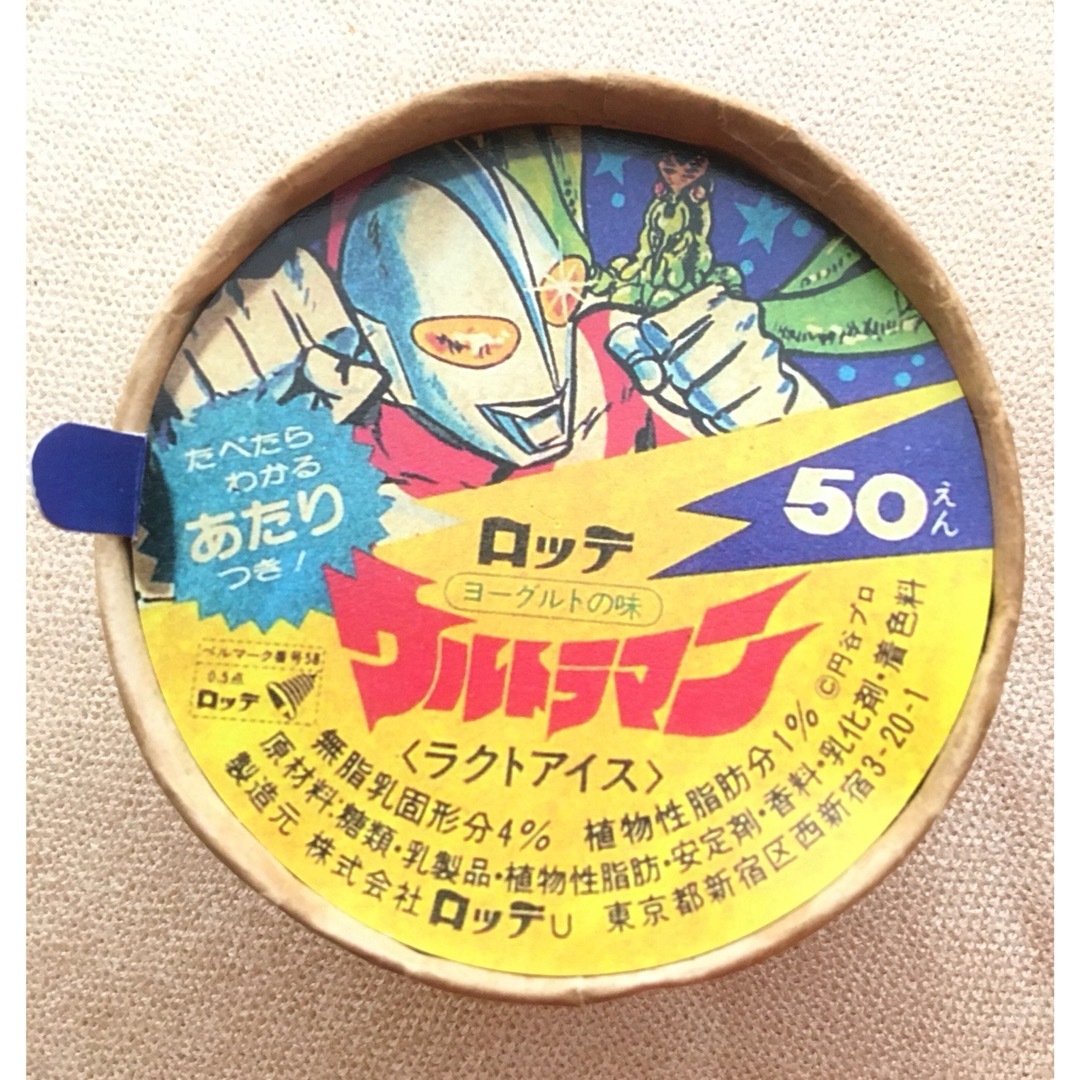 たべたら
わかる
あたり
つき!
50えん
ロッテ
ヨーグルトの味
ウルトラマン
©円谷プロ
ベルマーク番号58
0.5点
ロッテ
〈ラクトアイス〉
無脂乳固形分4% 植物性脂肪分1%
原材料・糖類・乳製品・植物性脂肪・安定剤・香料・乳化剤・着色料
製造元 株式会社ロッテU 東京都新宿区西新宿3-20-1